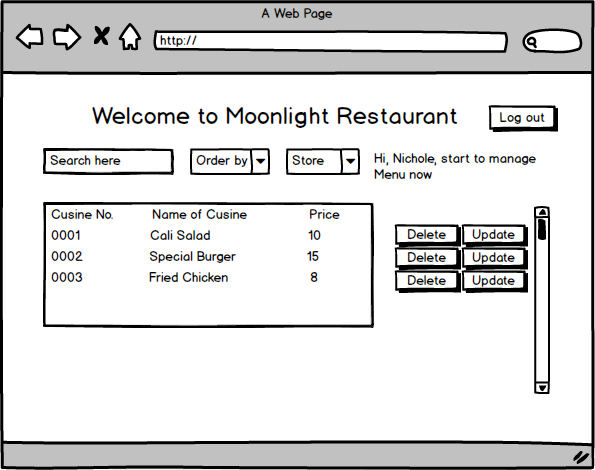 A Web Page
http://
Welcome to Moonlight Restaurant
Log out
Search here
Order by
Store
Hi, Nichole, start to manage
Menu now
Cusine No. Name of Cusine Price
0001 Cali Salad 10 Delete Update
0002 Special Burger 15 Delete Update
0003 Fried Chicken 8 Delete Update